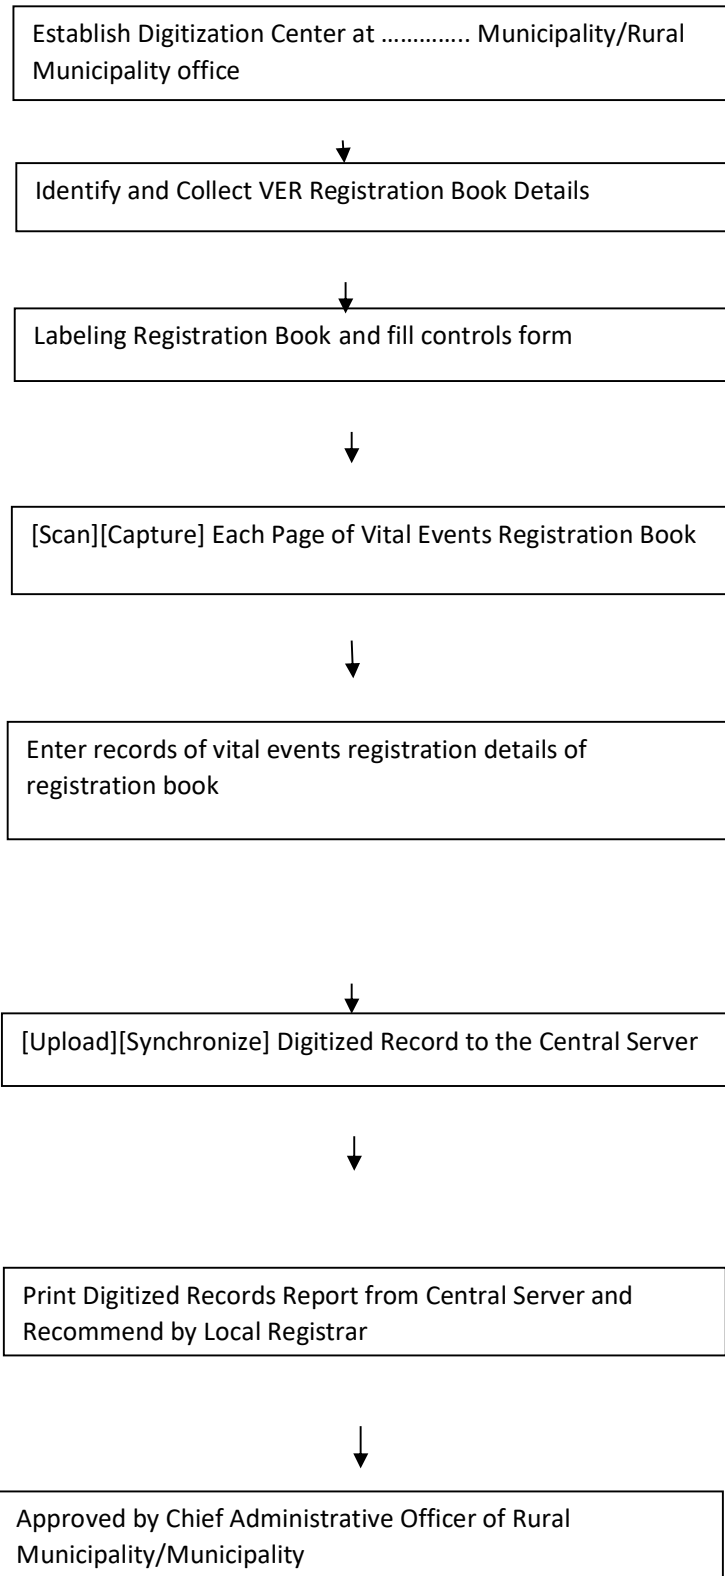 Establish Digitization Center at ………….. Municipality/Rural
Municipality office
Identify and Collect VER Registration Book Details
Labeling Registration Book and fill controls form
[Scan][Capture] Each Page of Vital Events Registration Book
Enter records of vital events registration details of
registration book
[Upload][Synchronize] Digitized Record to the Central Server
Print Digitized Records Report from Central Server and
Recommend by Local Registrar
Approved by Chief Administrative Officer of Rural
Municipality/Municipality